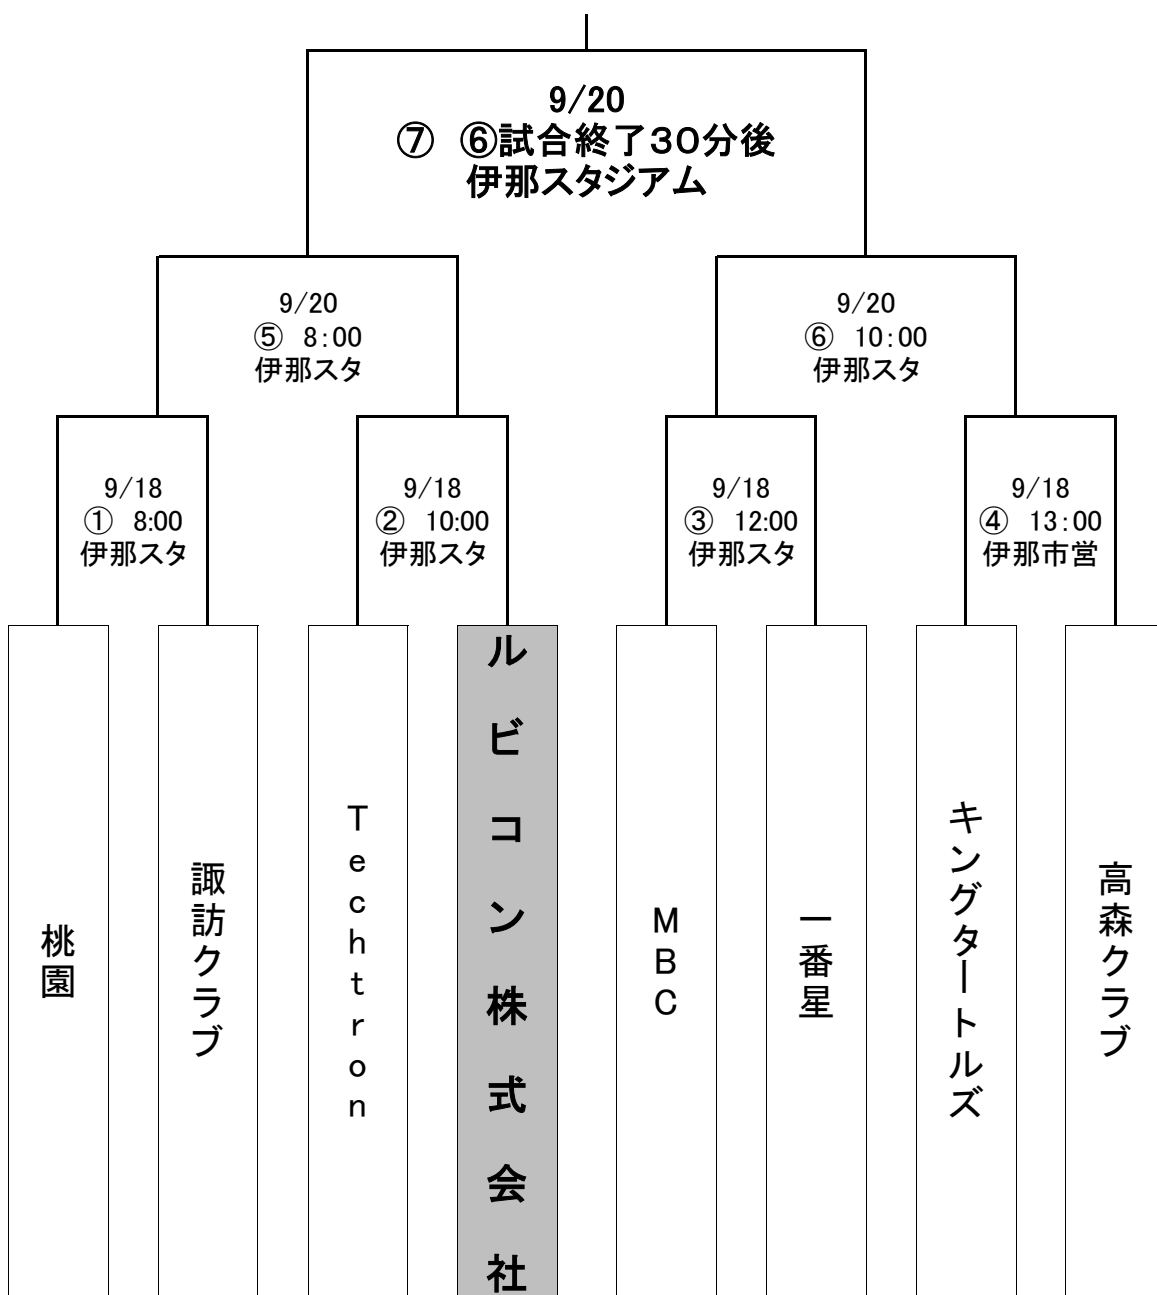 9/20
⑦　⑥試合終了30分後
伊那スタジアム
9/20
⑤　8:00
伊那スタ
9/20
⑥　10:00
伊那スタ
9/18
①　8:00
伊那スタ
9/18
②　10:00
伊那スタ
9/18
③　12:00
伊那スタ
9/18
④　13:00
伊那市営
桃園
諏訪クラブ
Techtron
ルビコン株式会社
MBC
一番星
キングタートルズ
高森クラブ